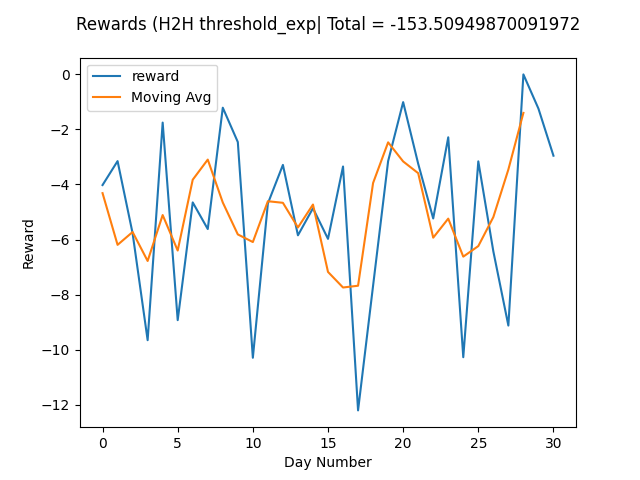 Rewards (H2H threshold_exp| Total = -153.50949870091972
reward
Moving Avg
0
−2
−4
−6
−8
−10
−12
Reward
0 5 10 15 20 25 30
Day Number